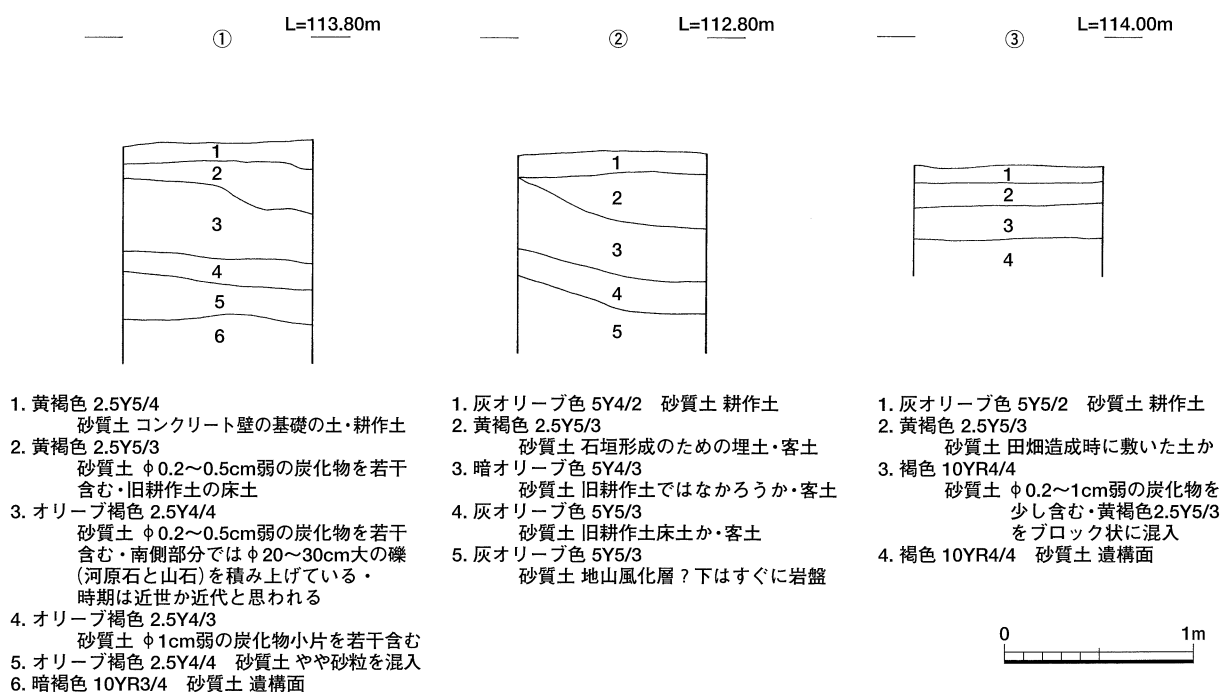 ① L=113.80m
1
2
3
4
5
6
1. 黄褐色 2.5Y5/4
砂質土 コンクリート壁の基礎の土・耕作土
2. 黄褐色 2.5Y5/3
砂質土 φ0.2〜0.5cm弱の炭化物を若干
含む・旧耕作土の床土
3. オリーブ褐色 2.5Y4/4
砂質土 φ0.2〜0.5cm弱の炭化物を若干
含む・南側部分ではφ20〜30cm大の礫
(河原石と山石)を積み上げている・
時期は近世か近代と思われる
4. オリーブ褐色 2.5Y4/3
砂質土 φ1cm弱の炭化物小片を若干含む
5. オリーブ褐色 2.5Y4/4 砂質土 やや砂粒を混入
6. 暗褐色 10YR3/4 砂質土 遺構面
② L=112.80m
1
2
3
4
5
1. 灰オリーブ色 5Y4/2 砂質土 耕作土
2. 黄褐色 2.5Y5/3
砂質土 石垣形成のための埋土・客土
3. 暗オリーブ色 5Y4/3
砂質土 旧耕作土ではなかろうか・客土
4. 灰オリーブ色 5Y5/3
砂質土 旧耕作土床土か・客土
5. 灰オリーブ色 5Y5/3
砂質土 地山風化層？下はすぐに岩盤
③ L=114.00m
1
2
3
4
1. 灰オリーブ色 5Y5/2 砂質土 耕作土
2. 黄褐色 2.5Y5/3
砂質土 田畑造成時に敷いた土か
3. 褐色 10YR4/4
砂質土 φ0.2〜1cm弱の炭化物を
少し含む・黄褐色2.5Y5/3
をブロック状に混入
4. 褐色 10YR4/4 砂質土 遺構面
0 1m